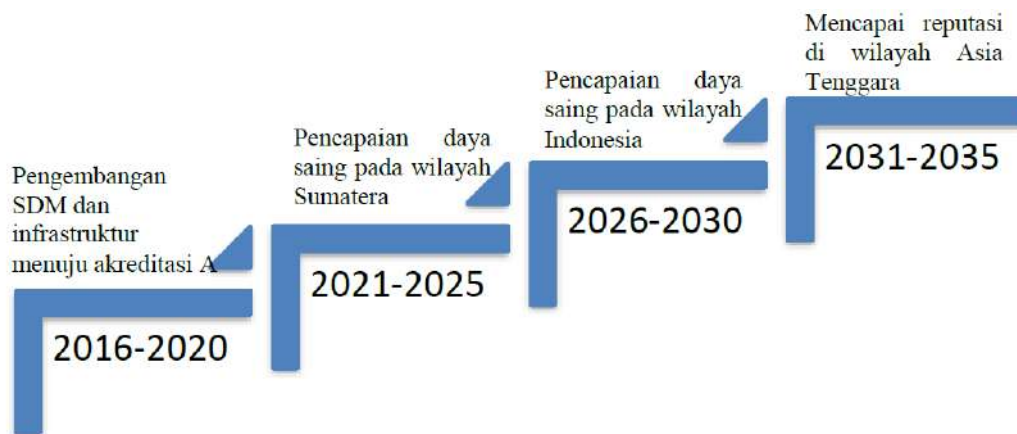 Pengembangan
SDM dan
infrastruktur
menuju akreditasi A
2016-2020
Pencapaian daya
saing pada wilayah
Sumatera
2021-2025
Pencapaian daya
saing pada wilayah
Indonesia
2026-2030
Mencapai reputasi
di wilayah Asia
Tenggara
2031-2035